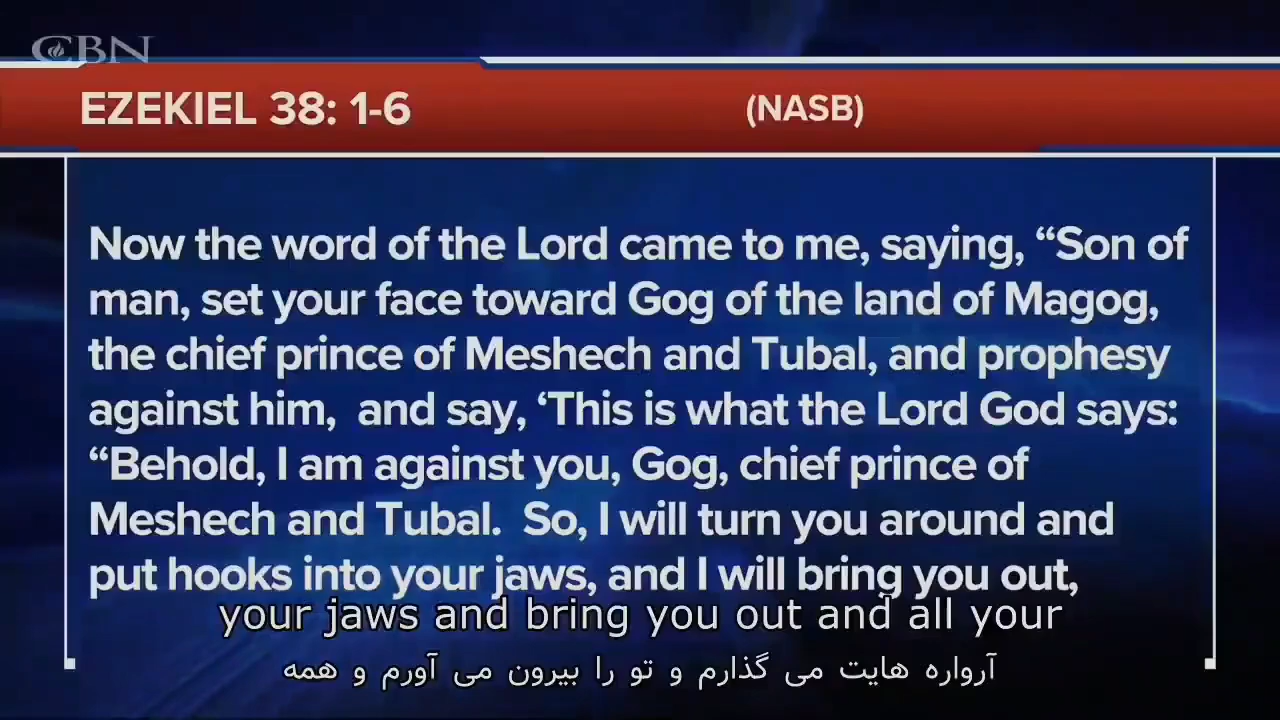 CBN
EZEKIEL 38: 1-6 (NASB)
Now the word of the Lord came to me, saying, “Son of
man, set your face toward Gog of the land of Magog,
the chief prince of Meshech and Tubal, and prophesy
against him,  and say, ‘This is what the Lord God says:
“Behold, I am against you, Gog, chief prince of
Meshech and Tubal.  So, I will turn you around and
put hooks into your jaws, and I will bring you out,
your jaws and bring you out and all your
آرواره هایت می گذارم و تو را بیرون می آورم و همه